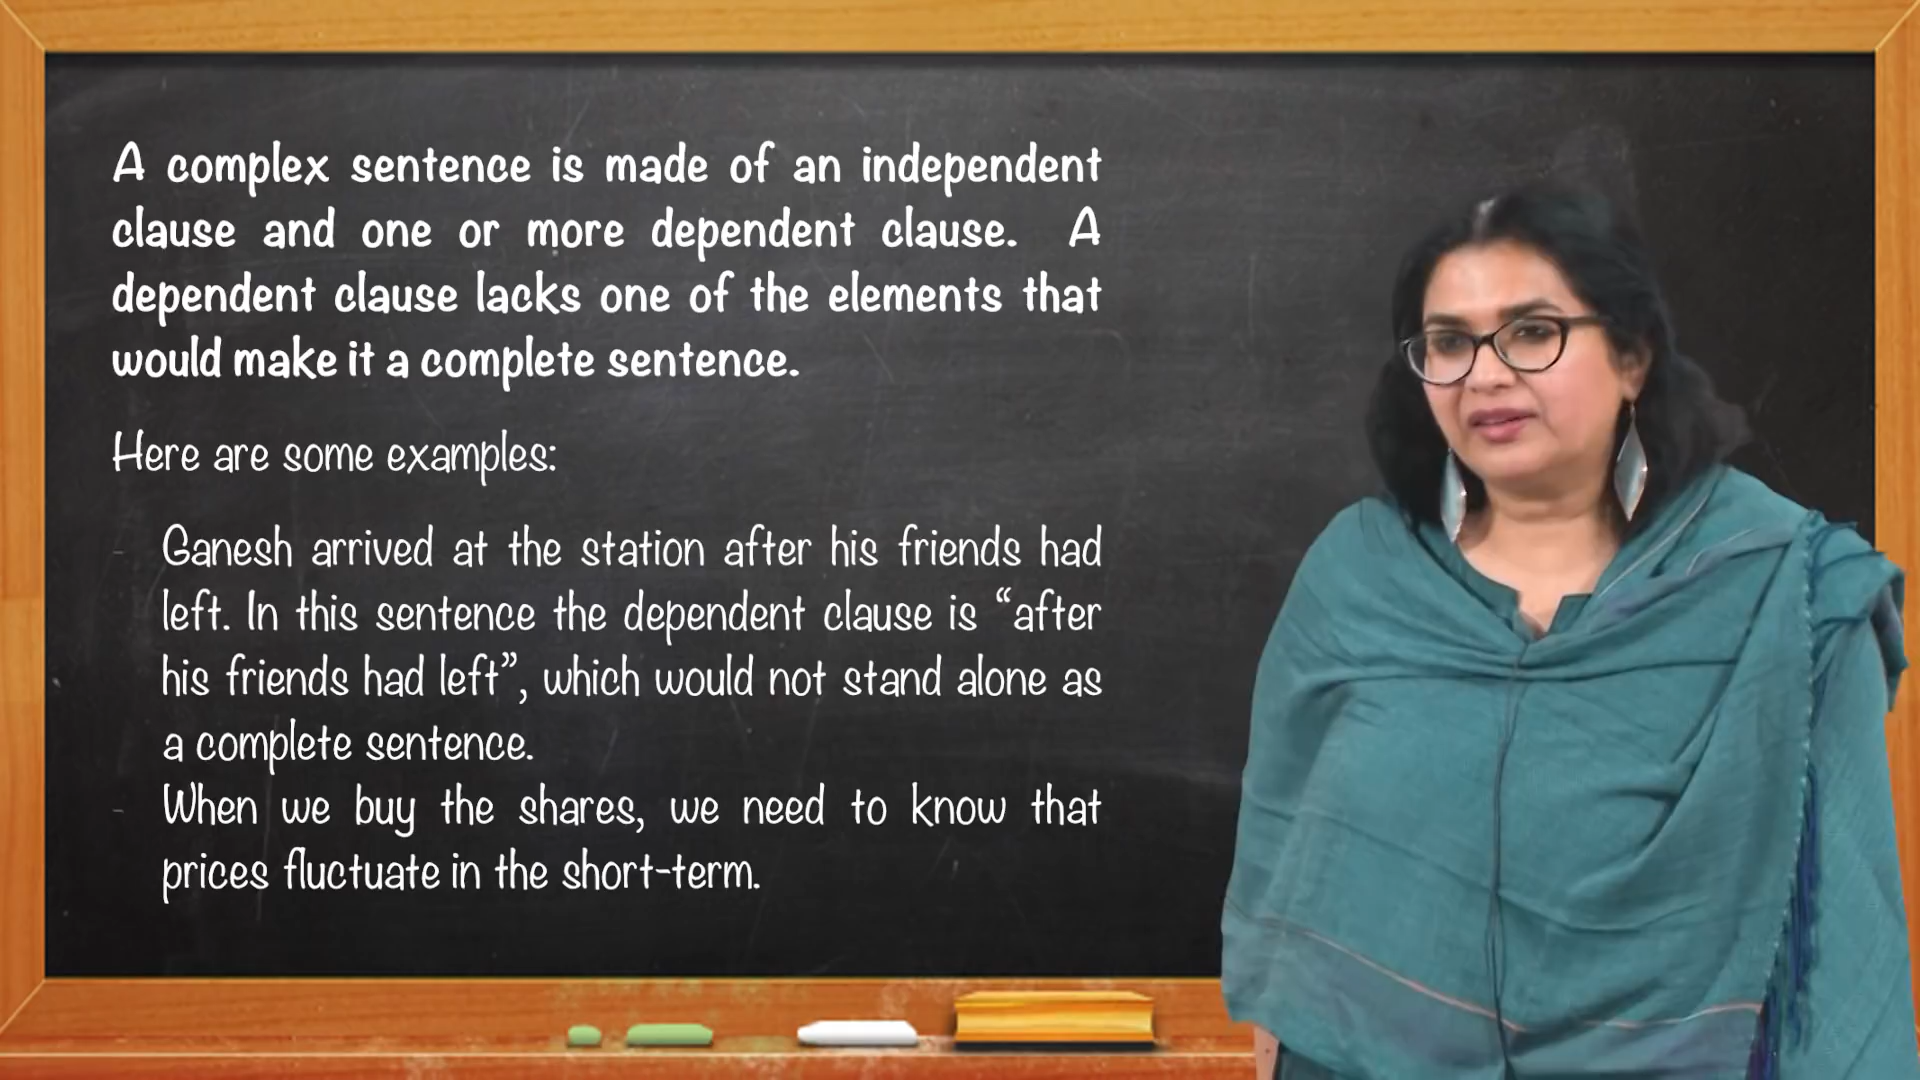 A complex sentence is made of an independent
clause and one or more dependent clause. A
dependent clause lacks one of the elements that
would make it a complete sentence.
Here are some examples:
- Ganesh arrived at the station after his friends had
left. In this sentence the dependent clause is “after
his friends had left”, which would not stand alone as
a complete sentence.
- When we buy the shares, we need to know that
prices fluctuate in the short-term.